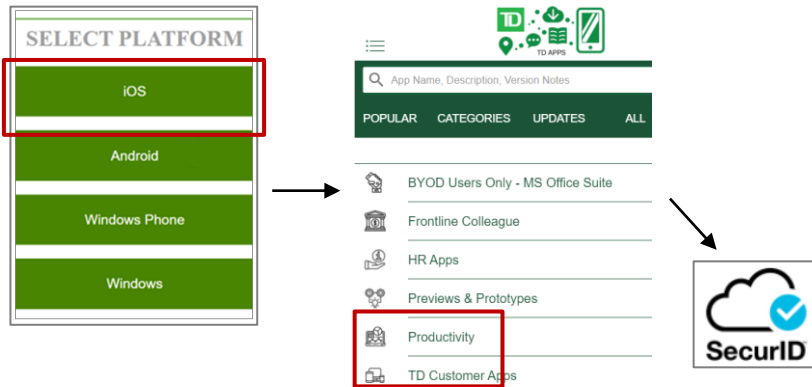 SELECT PLATFORM
iOS
Android
Windows Phone
Windows
TD
TD APPS
App Name, Description, Version Notes
POPULAR CATEGORIES UPDATES ALL
BYOD Users Only - MS Office Suite
Frontline Colleague
HR Apps
Previews & Prototypes
Productivity
TD Customer Apps
SecurID